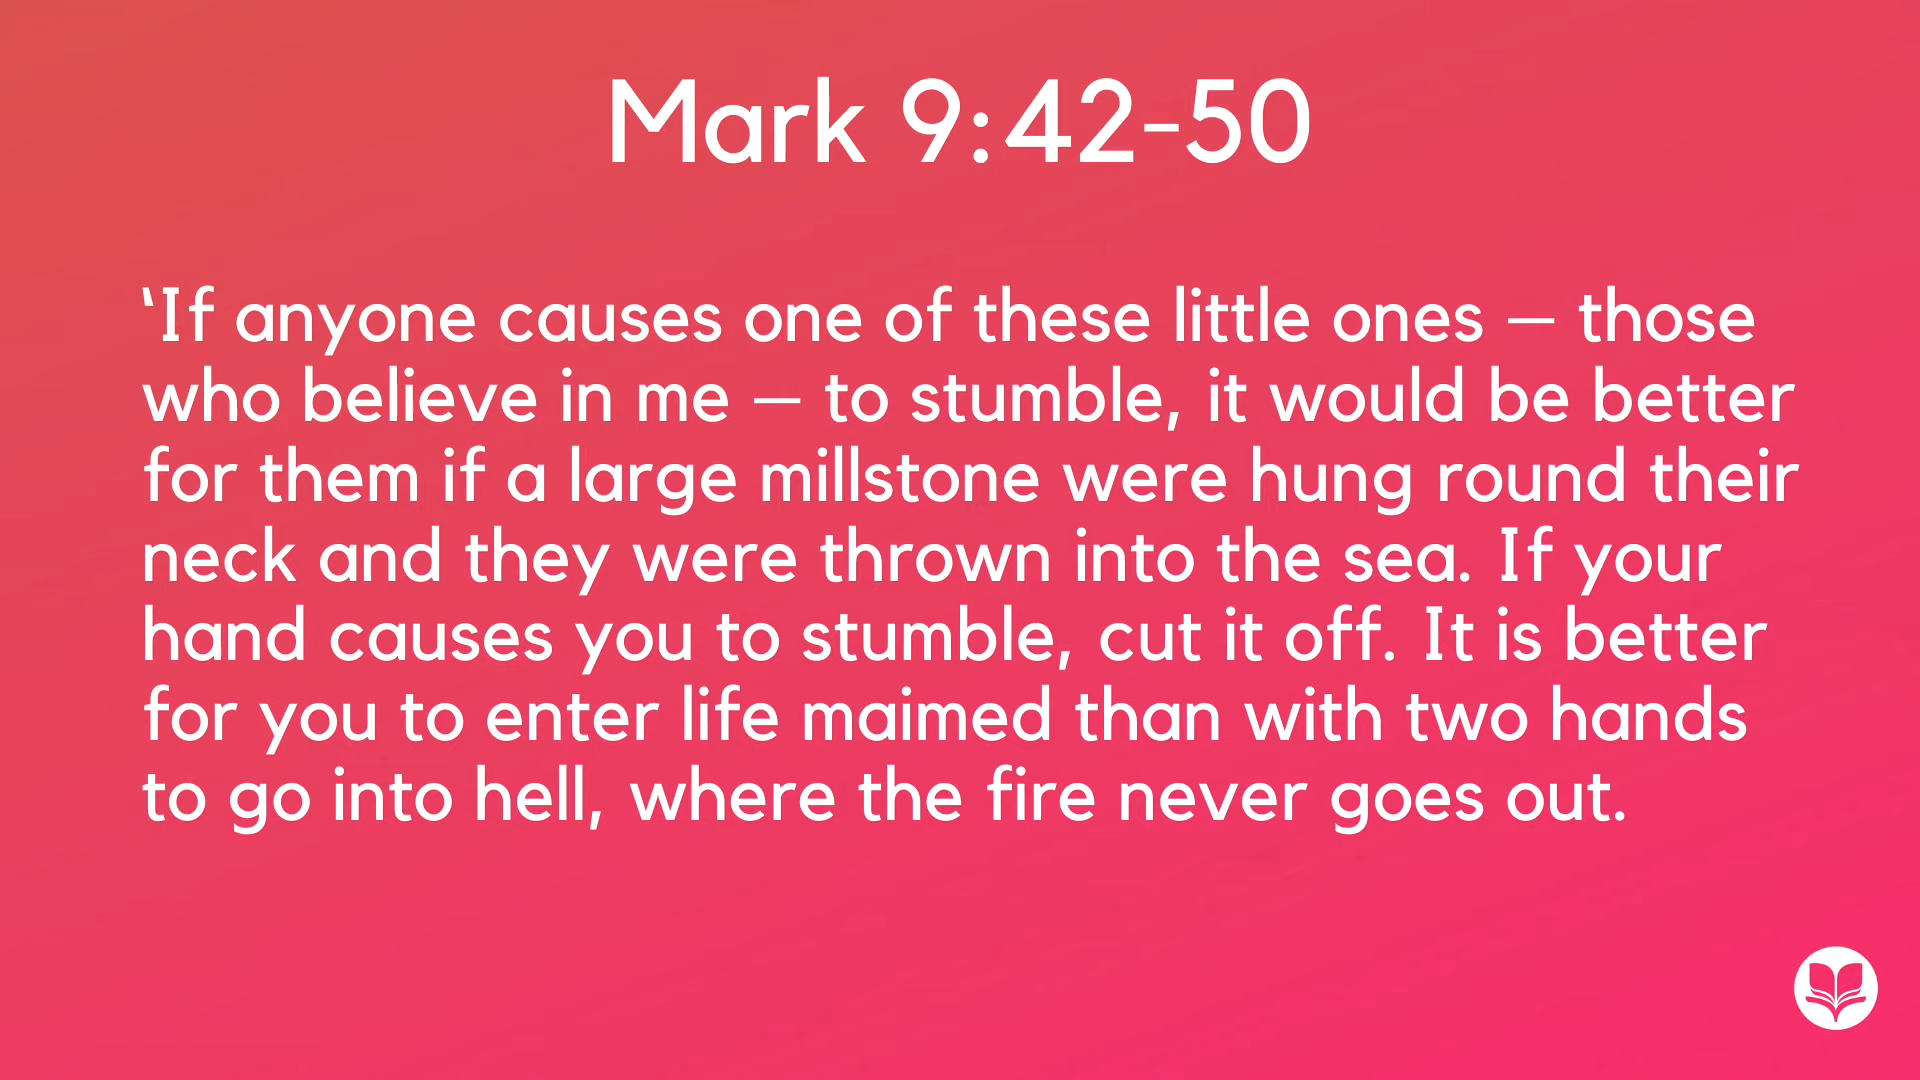 Mark 9:42-50
‘If anyone causes one of these little ones – those
who believe in me – to stumble, it would be better
for them if a large millstone were hung round their
neck and they were thrown into the sea. If your
hand causes you to stumble, cut it off. It is better
for you to enter life maimed than with two hands
to go into hell, where the fire never goes out.